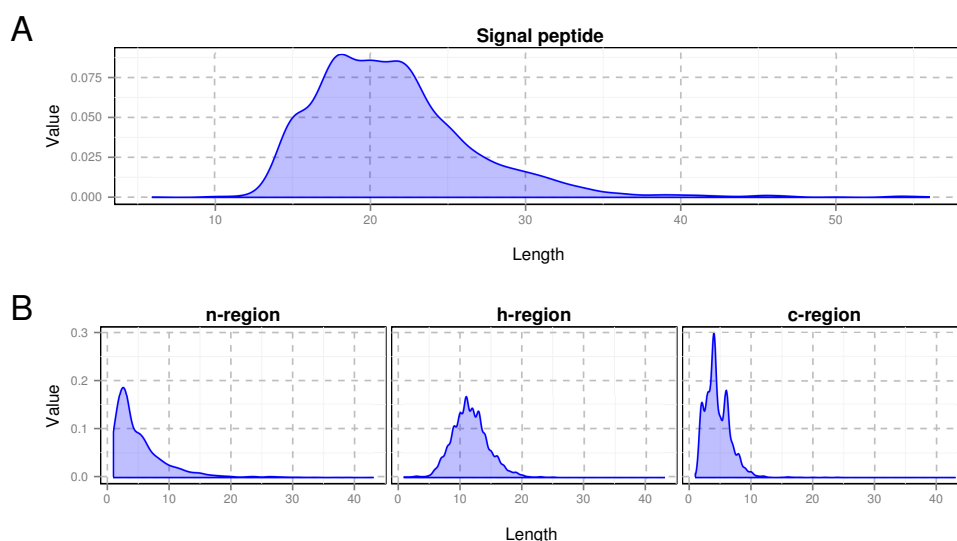 A
Signal peptide
Value
0.075
0.050
0.025
0.000
10 20 30 40 50
Length
B
n-region h-region c-region
Value
0.3
0.2
0.1
0.0
0 10 20 30 40 0 10 20 30 40 0 10 20 30 40
Length